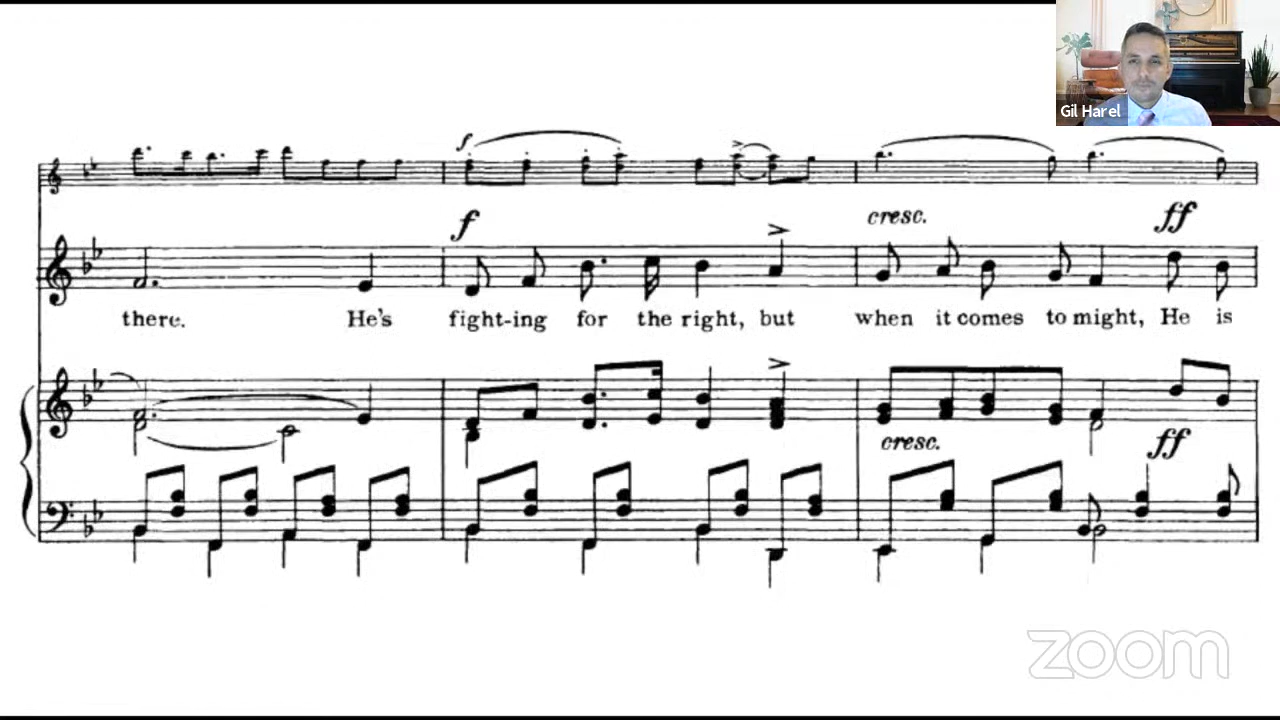 Gil Harel
f
f
cresc.
ff
there. He's fight-ing for the right, but when it comes to might, He is
cresc.
ff
zoom